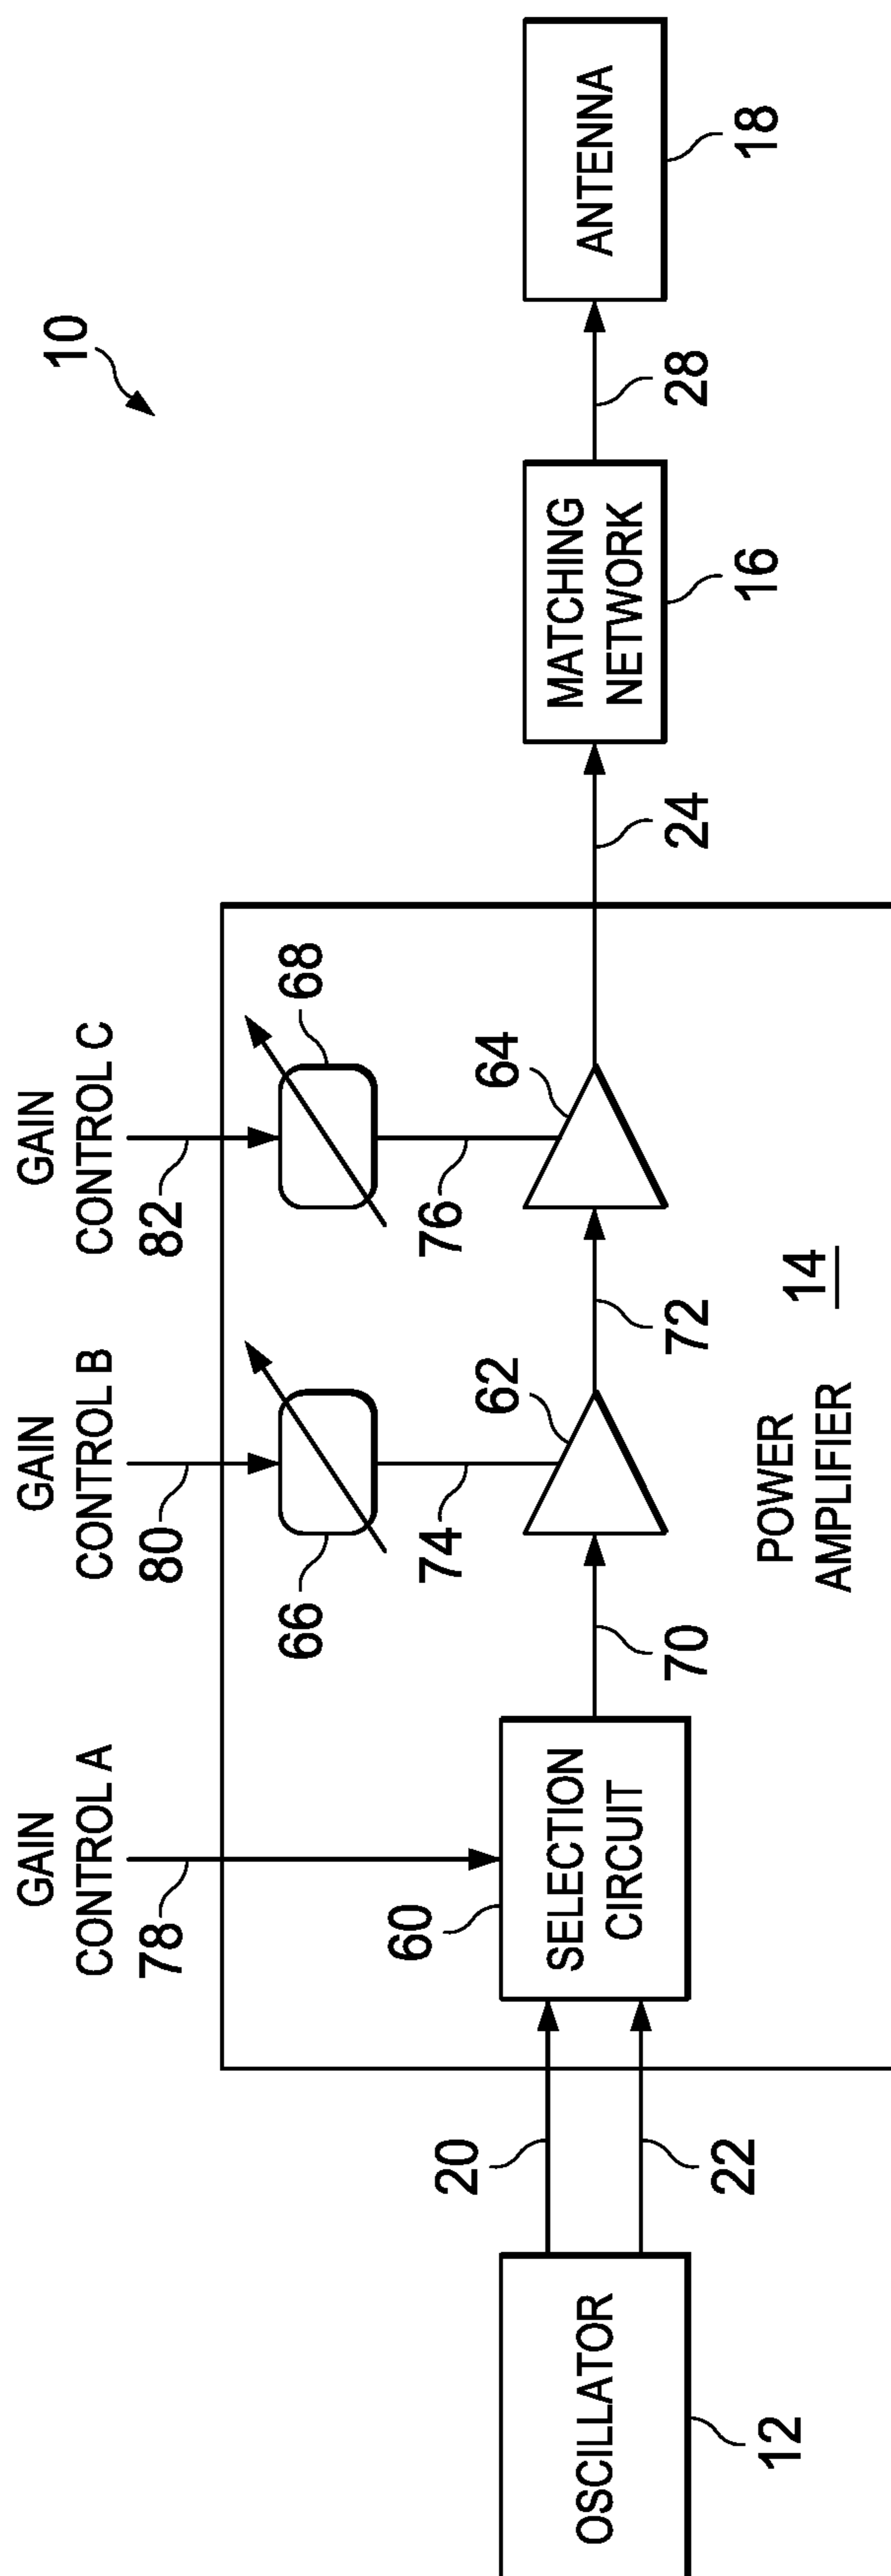 10
GAIN
CONTROL A
78
GAIN
CONTROL B
80
GAIN
CONTROL C
82
66
68
74
76
60
62
64
OSCILLATOR
12
20
22
SELECTION
CIRCUIT
70
72
24
MATCHING
NETWORK
16
28
ANTENNA
18
POWER
AMPLIFIER
14